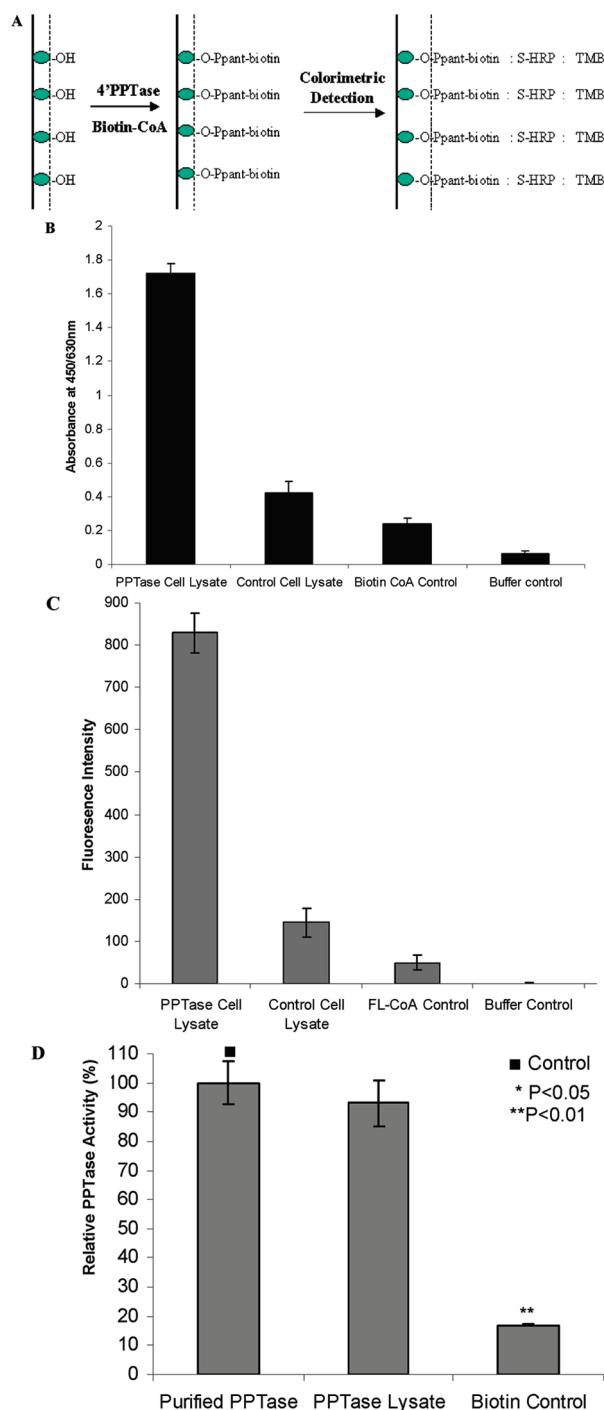 A
-OH
-OH
-OH
-OH
4'PPTase
Biotin-CoA
-O-Ppant-biotin
-O-Ppant-biotin
-O-Ppant-biotin
-O-Ppant-biotin
Colorimetric
Detection
-O-Ppant-biotin : S-HRP : TMB
-O-Ppant-biotin : S-HRP : TMB
-O-Ppant-biotin : S-HRP : TMB
-O-Ppant-biotin : S-HRP : TMB
B
Absorbance at 450/630nm
2
1.8
1.6
1.4
1.2
1
0.8
0.6
0.4
0.2
0
PPTase Cell Lysate Control Cell Lysate Biotin CoA Control Buffer control
C
Fluoresence Intensity
900
800
700
600
500
400
300
200
100
0
PPTase Cell Control Cell FL-CoA Control Buffer Control
Lysate Lysate
D
Relative PPTase Activity (%)
110
100
90
80
70
60
50
40
30
20
10
0
■ Control
* P<0.05
**P<0.01
**
Purified PPTase PPTase Lysate Biotin Control